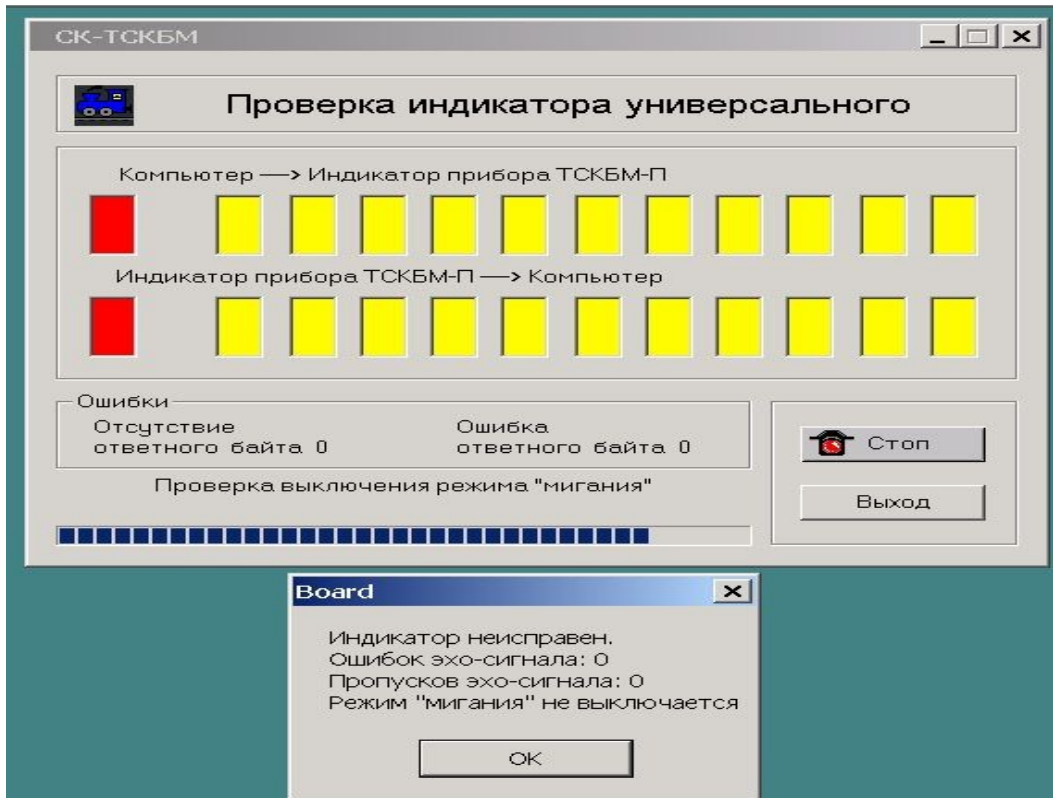 СК-ТСКБМ
Проверка индикатора универсального
Компьютер —> Индикатор прибора ТСКБМ-П
Индикатор прибора ТСКБМ-П —> Компьютер
Ошибки
Отсутствие
ответного байта 0
Ошибка
ответного байта 0
Стоп
Проверка выключения режима "мигания"
Выход
Board
Индикатор неисправен.
Ошибок эхо-сигнала: 0
Пропусков эхо-сигнала: 0
Режим "мигания" не выключается
OK